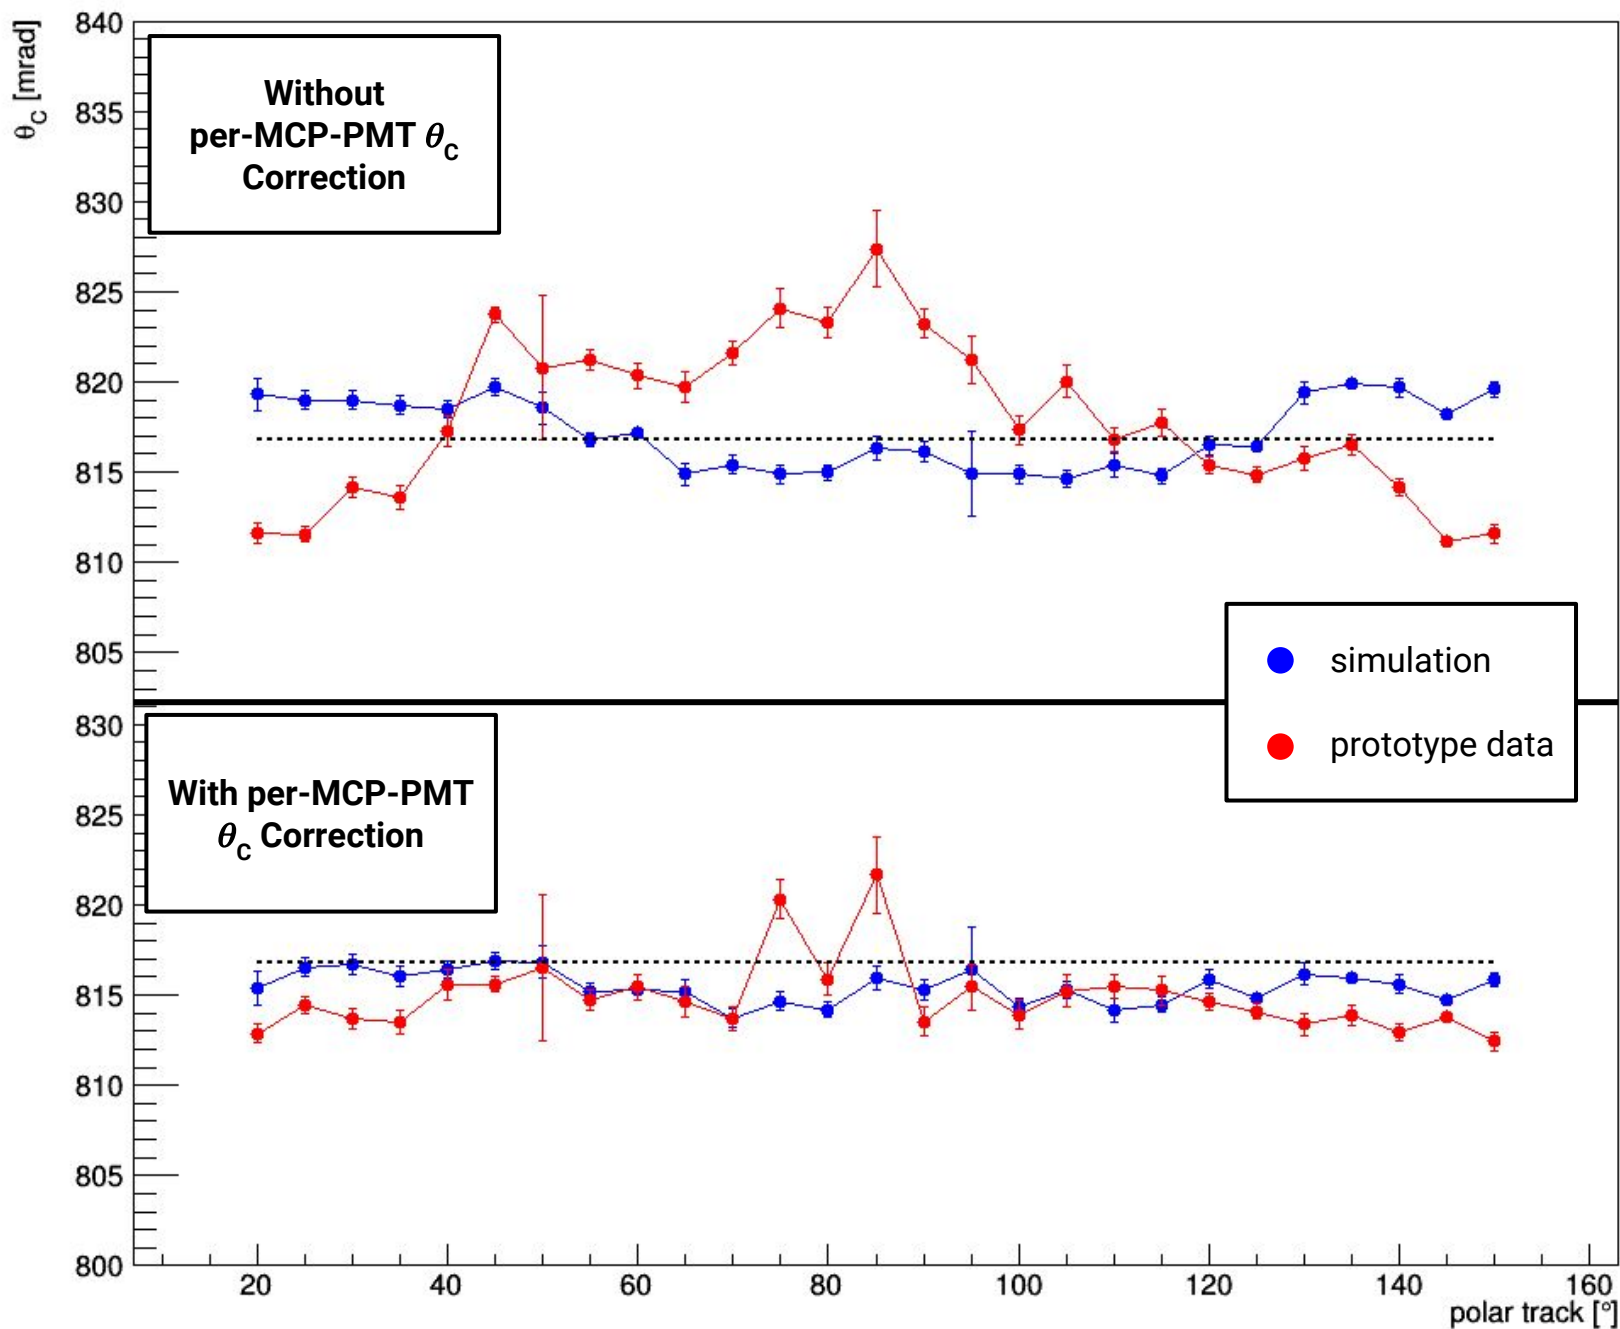 θC [mrad]
840
835
830
825
820
815
810
805
Without
per-MCP-PMT θC
Correction
simulation
prototype data
830
825
820
815
810
805
800
With per-MCP-PMT
θC Correction
20 40 60 80 100 120 140 160
polar track [°]